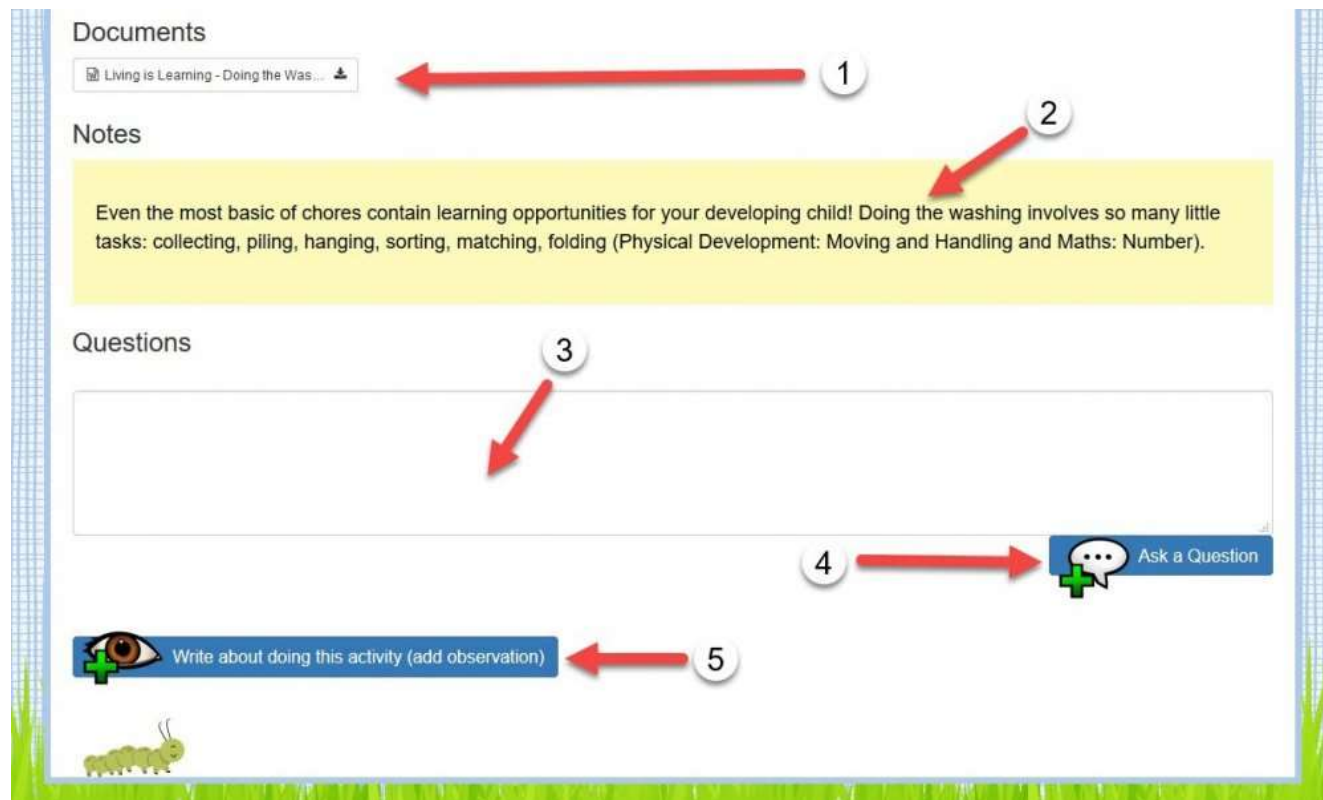 Documents
Living is Learning - Doing the Was...
1
Notes
2
Even the most basic of chores contain learning opportunities for your developing child! Doing the washing involves so many little
tasks: collecting, piling, hanging, sorting, matching, folding (Physical Development: Moving and Handling and Maths: Number).
Questions
3
4
Ask a Question
Write about doing this activity (add observation)
5